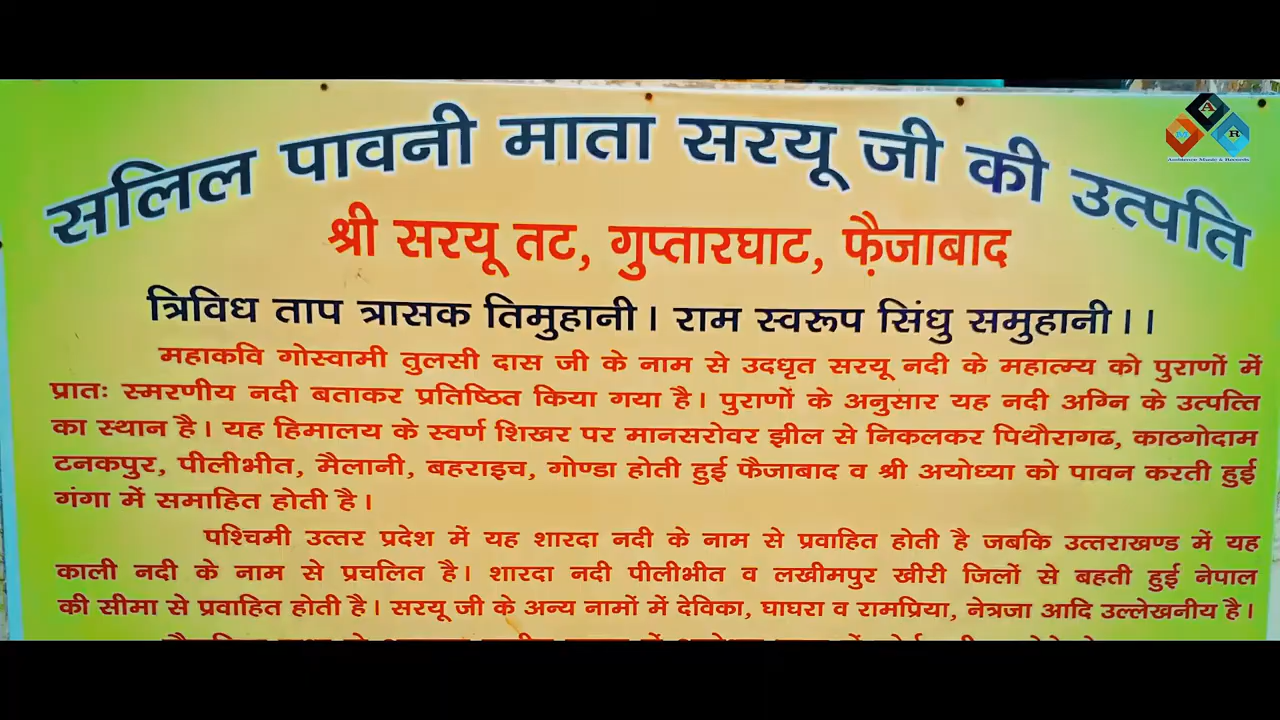 सलिल पावनी माता सरयू जी की उत्पति
A
M R
Ambience Music & Records
श्री सरयू तट, गुप्तारघाट, फ़ैजाबाद
त्रिविध ताप त्रासक तिमुहानी। राम स्वरूप सिंधु समुहानी।।
महाकवि गोस्वामी तुलसी दास जी के नाम से उदधृत सरयू नदी के महात्म्य को पुराणों में
प्रातः स्मरणीय नदी बताकर प्रतिष्ठित किया गया है। पुराणों के अनुसार यह नदी अग्नि के उत्पत्ति
का स्थान है। यह हिमालय के स्वर्ण शिखर पर मानसरोवर झील से निकलकर पिथौरागढ, काठगोदाम
टनकपुर, पीलीभीत, मैलानी, बहराइच, गोण्डा होती हुई फैजाबाद व श्री अयोध्या को पावन करती हुई
गंगा में समाहित होती है।
पश्चिमी उत्तर प्रदेश में यह शारदा नदी के नाम से प्रवाहित होती है जबकि उत्तराखण्ड में यह
काली नदी के नाम से प्रचलित है। शारदा नदी पीलीभीत व लखीमपुर खीरी जिलों से बहती हुई नेपाल
की सीमा से प्रवाहित होती है। सरयू जी के अन्य नामों में देविका, घाघरा व रामप्रिया, नेत्रजा आदि उल्लेखनीय है।